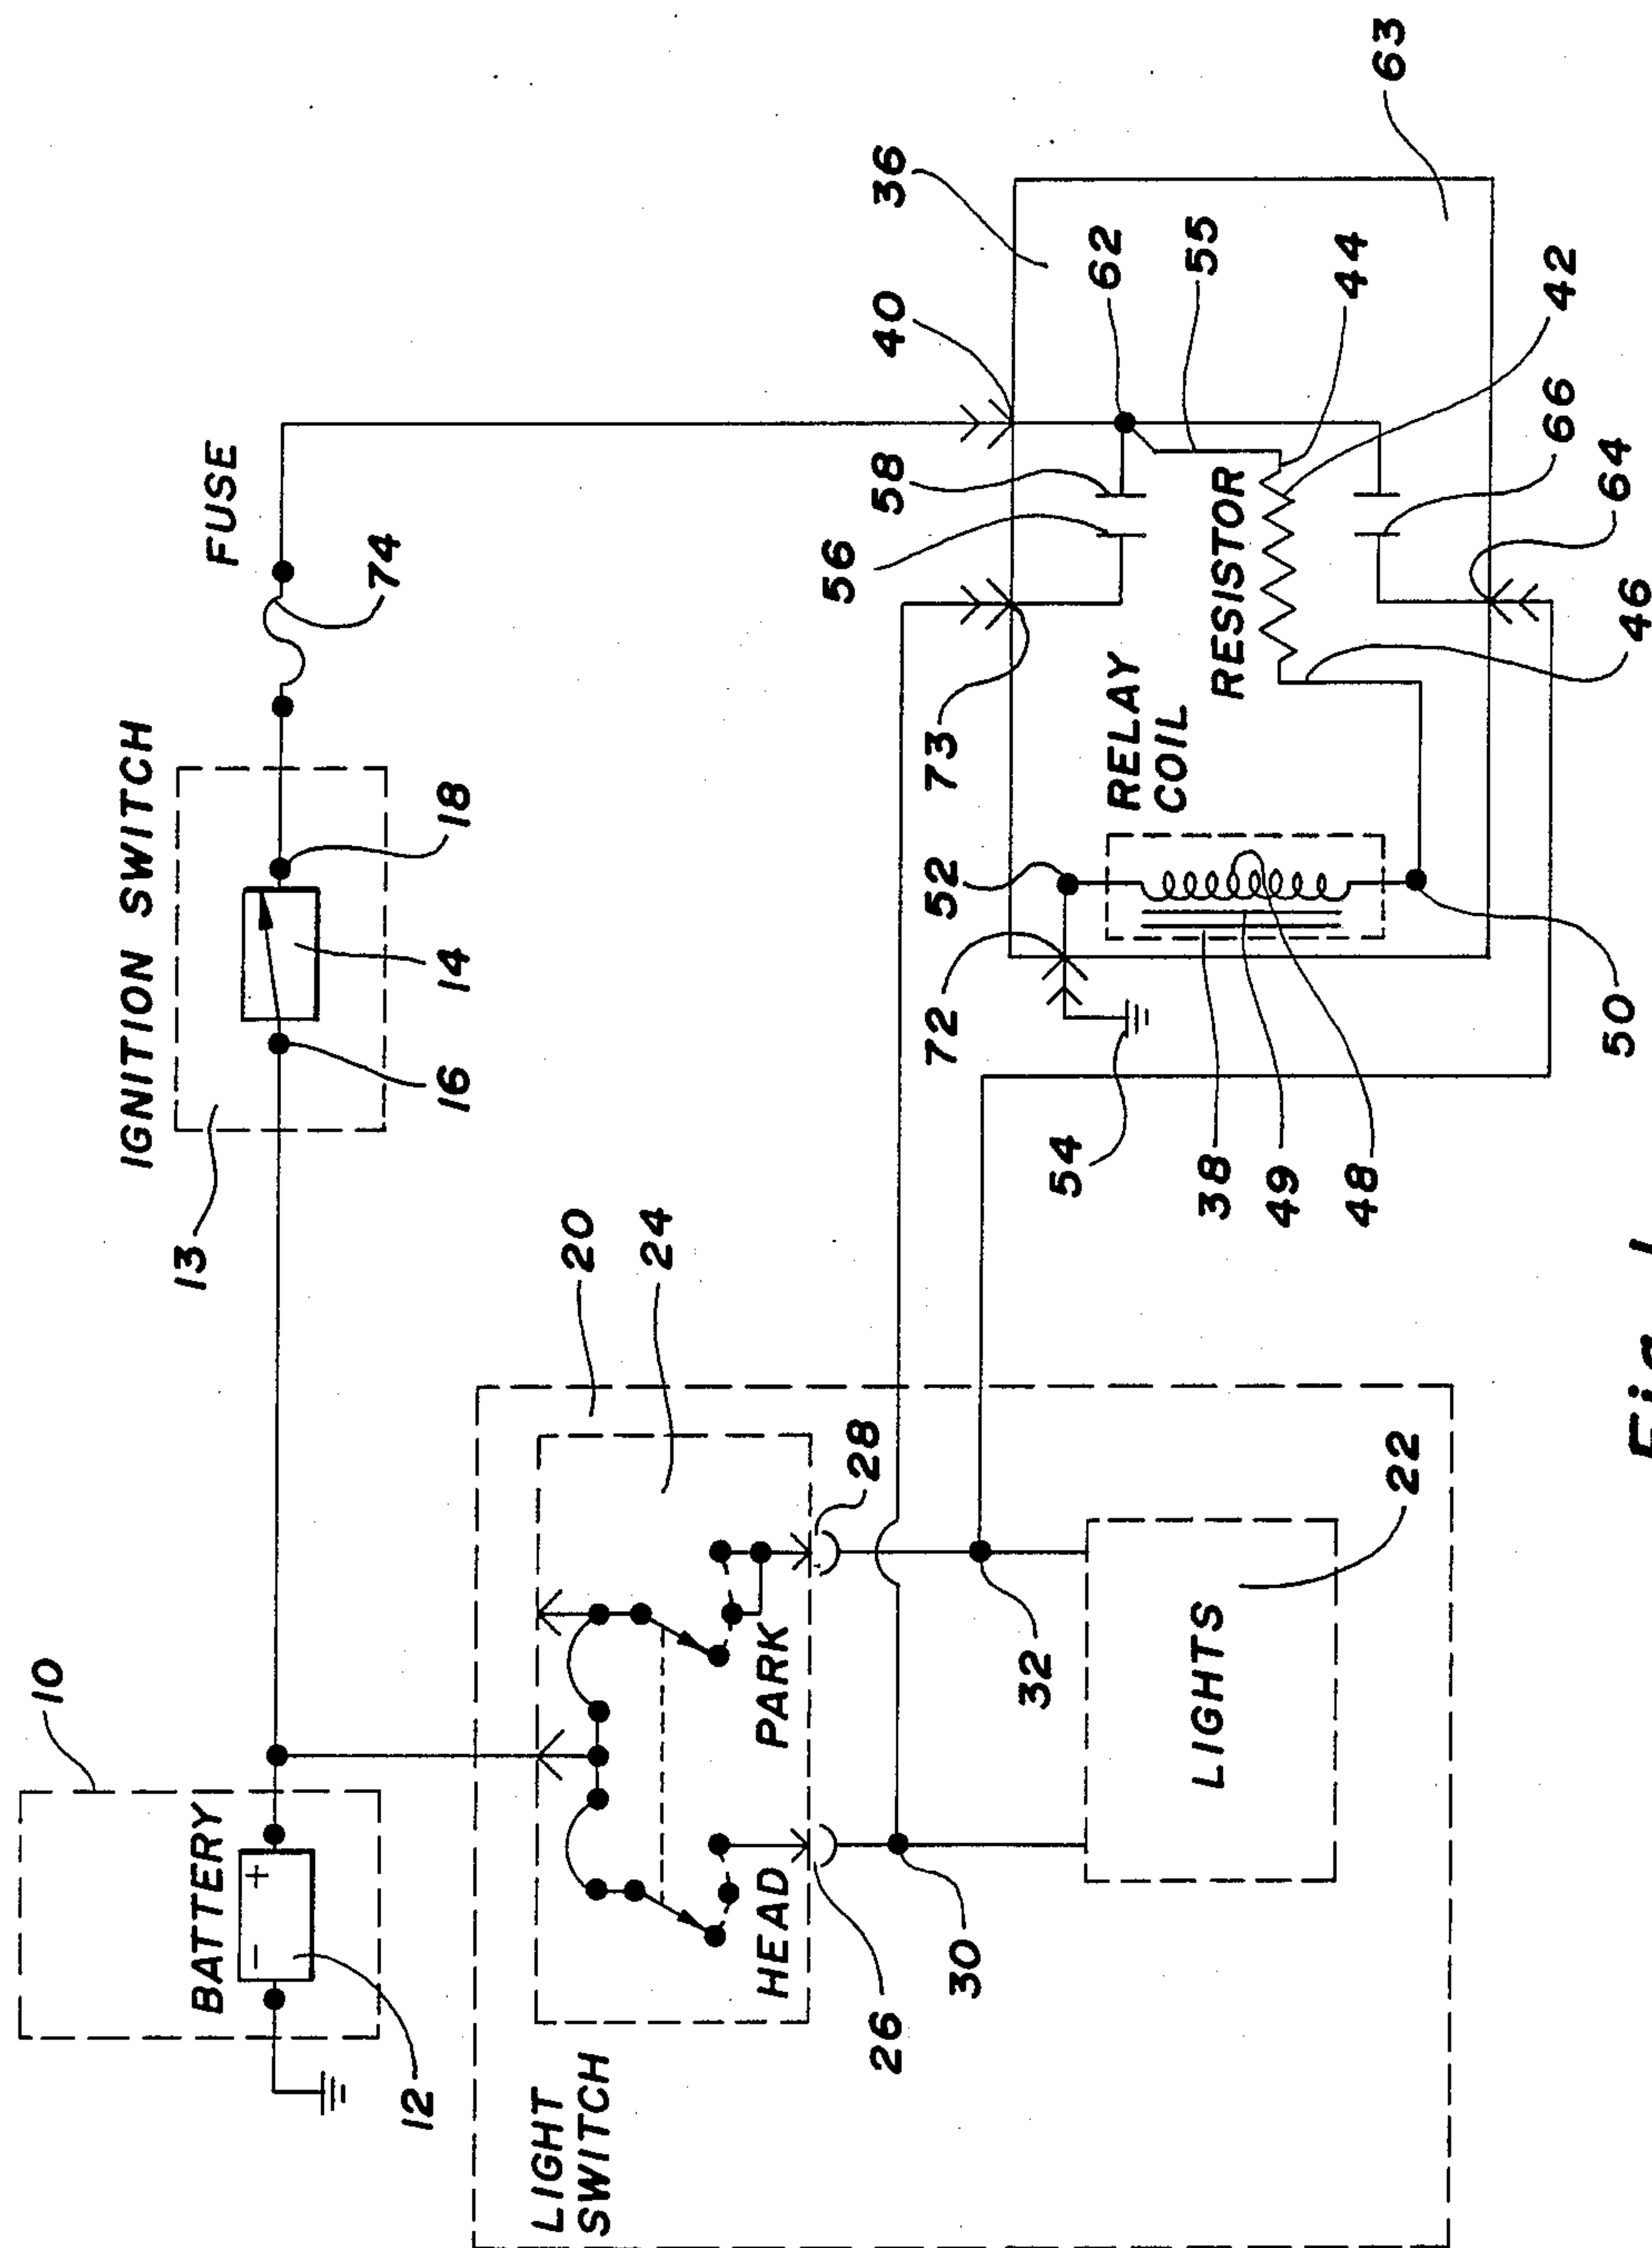 10
BATTERY
- +
12
IGNITION SWITCH
13
16
14
18
FUSE
74
LIGHT
SWITCH
20
24
HEAD
PARK
26
28
30
32
LIGHTS
22
36
40
58
56
62
55
73
RELAY
COIL
RESISTOR
44
42
66
64
46
63
52
72
54
38
49
48
50
Fig. 1